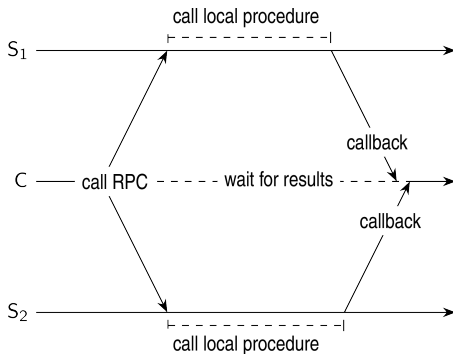 call local procedure
S1
callback
C call RPC wait for results
callback
S2
call local procedure